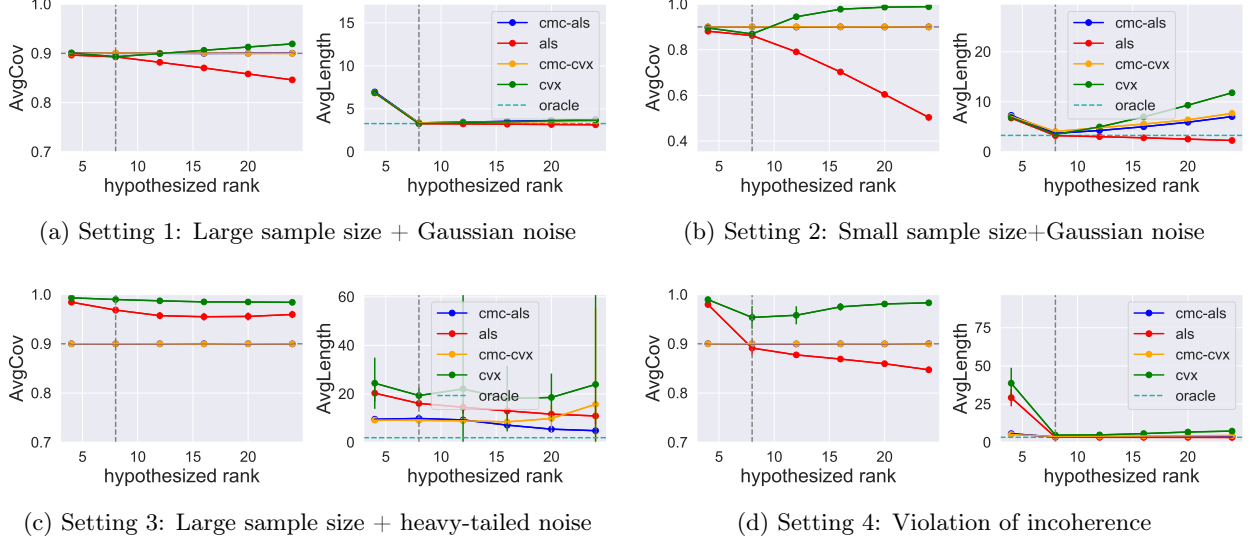 AvgCov
1.0
0.9
0.8
0.7
5
10
15
20
hypothesized rank
AvgLength
15
10
5
0
5
10
15
20
hypothesized rank
cmc-als
als
cmc-cvx
cvx
oracle
(a) Setting 1: Large sample size + Gaussian noise
AvgCov
1.0
0.8
0.6
0.4
5
10
15
20
hypothesized rank
AvgLength
20
10
0
5
10
15
20
hypothesized rank
cmc-als
als
cmc-cvx
cvx
oracle
(b) Setting 2: Small sample size+Gaussian noise
AvgCov
1.0
0.9
0.8
0.7
5
10
15
20
hypothesized rank
AvgLength
60
40
20
0
5
10
15
20
hypothesized rank
cmc-als
als
cmc-cvx
cvx
oracle
(c) Setting 3: Large sample size + heavy-tailed noise
AvgCov
1.0
0.9
0.8
0.7
5
10
15
20
hypothesized rank
AvgLength
75
50
25
0
5
10
15
20
hypothesized rank
cmc-als
als
cmc-cvx
cvx
oracle
(d) Setting 4: Violation of incoherence